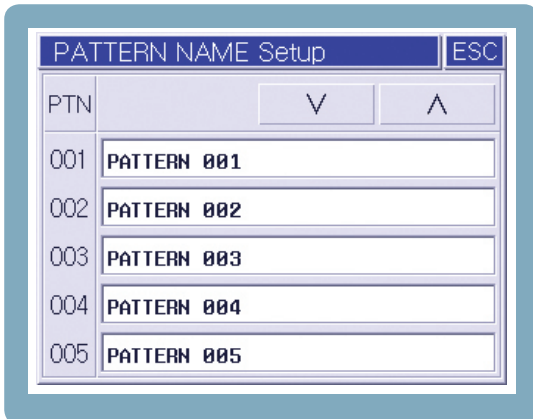 PATTERN NAME Setup ESC
PTN V Λ
001 PATTERN 001
002 PATTERN 002
003 PATTERN 003
004 PATTERN 004
005 PATTERN 005